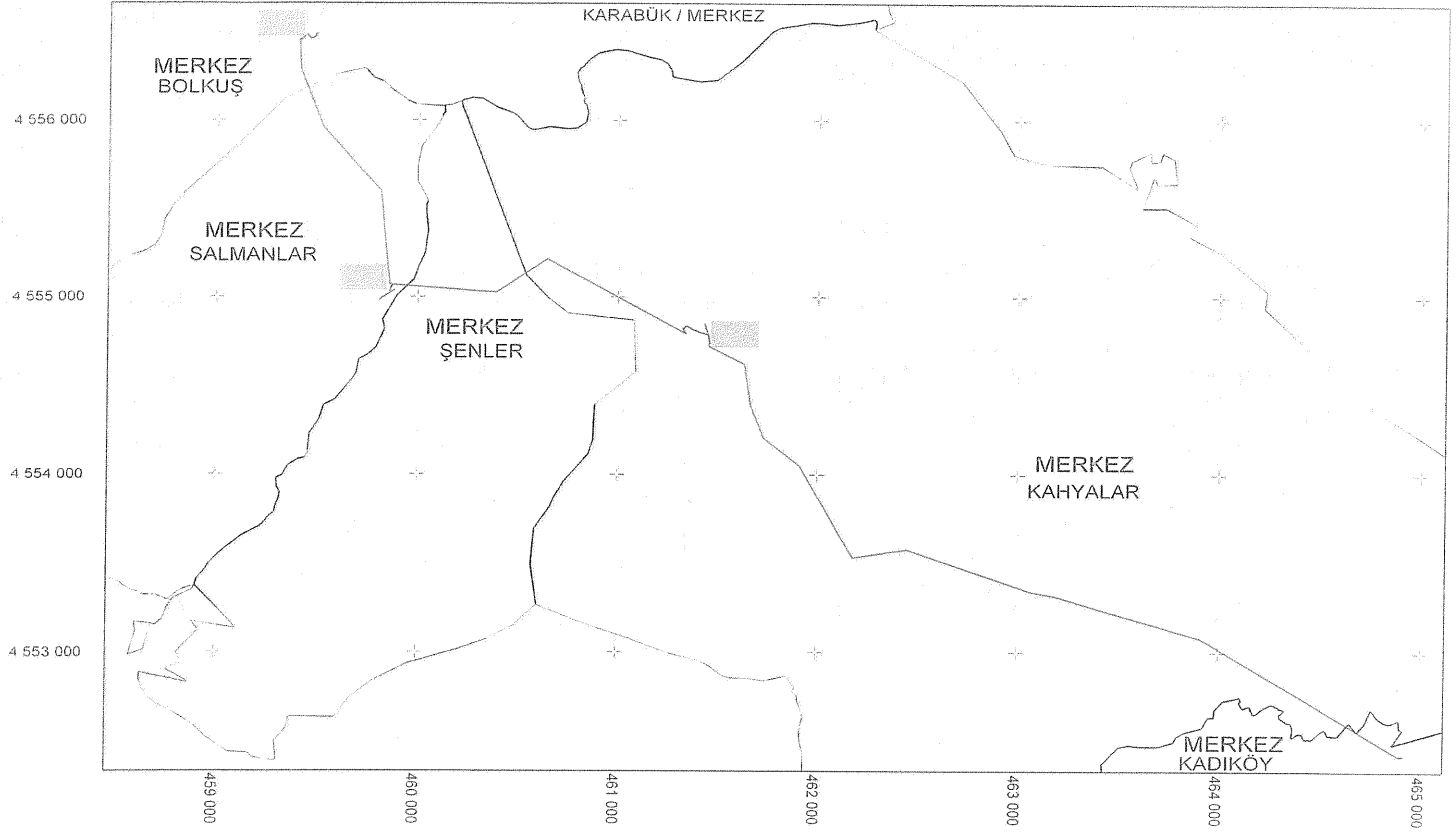 KARABÜK / MERKEZ
MERKEZ
BOLKUŞ
4 556 000
MERKEZ
SALMANLAR
4 555 000
MERKEZ
ŞENLER
4 554 000
MERKEZ
KAHYALAR
4 553 000
MERKEZ
KADIKÖY
459 000
460 000
461 000
462 000
463 000
464 000
465 000